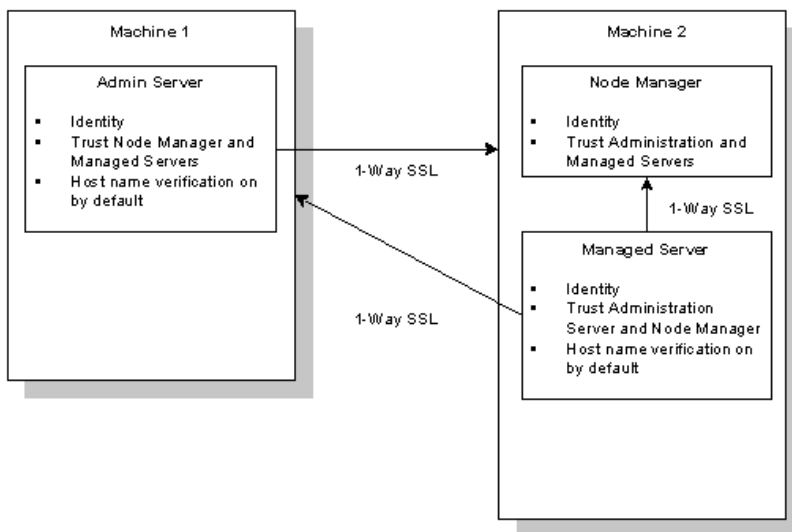 Machine 1
Admin Server
▪ Identity
▪ Trust Node Manager and
Managed Servers
▪ Host name verification on
by default
1-Way SSL
1-Way SSL
Machine 2
Node Manager
▪ Identity
▪ Trust Administration and
Managed Servers
1-Way SSL
Managed Server
▪ Identity
▪ Trust Administration
Server and Node Manager
▪ Host name verification on
by default